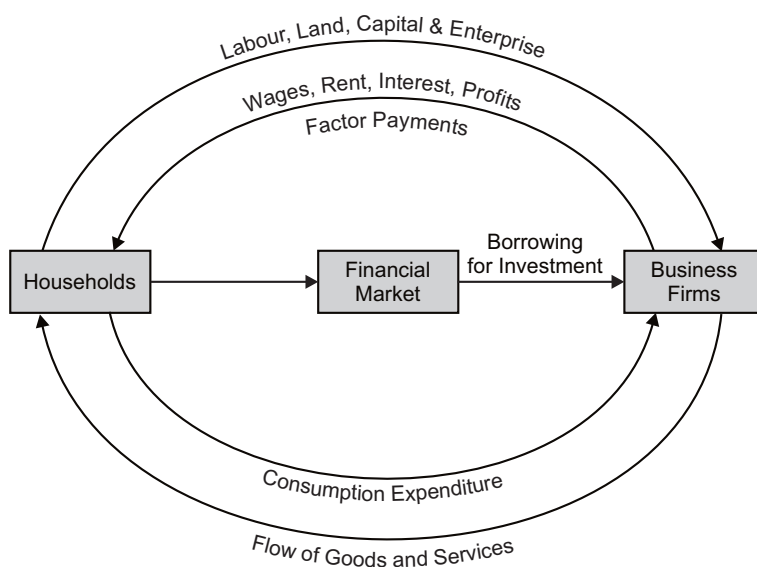 Labour, Land, Capital & Enterprise
Wages, Rent, Interest, Profits
Factor Payments
Households
Financial
Market
Borrowing
for Investment
Business
Firms
Consumption Expenditure
Flow of Goods and Services